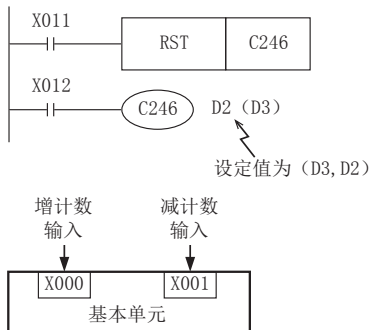 X011
RST C246
X012
C246 D2（D3）
设定值为（D3,D2）
增计数 减计数
输入 输入
X000 X001
基本单元